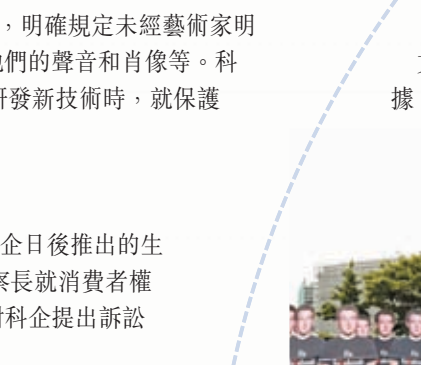 ，明確規定未經藝術家明
們的聲音和肖像等。科
研發新技術時，就保護
據
企日後推出的生
察長就消費者權
科企提出訴訟